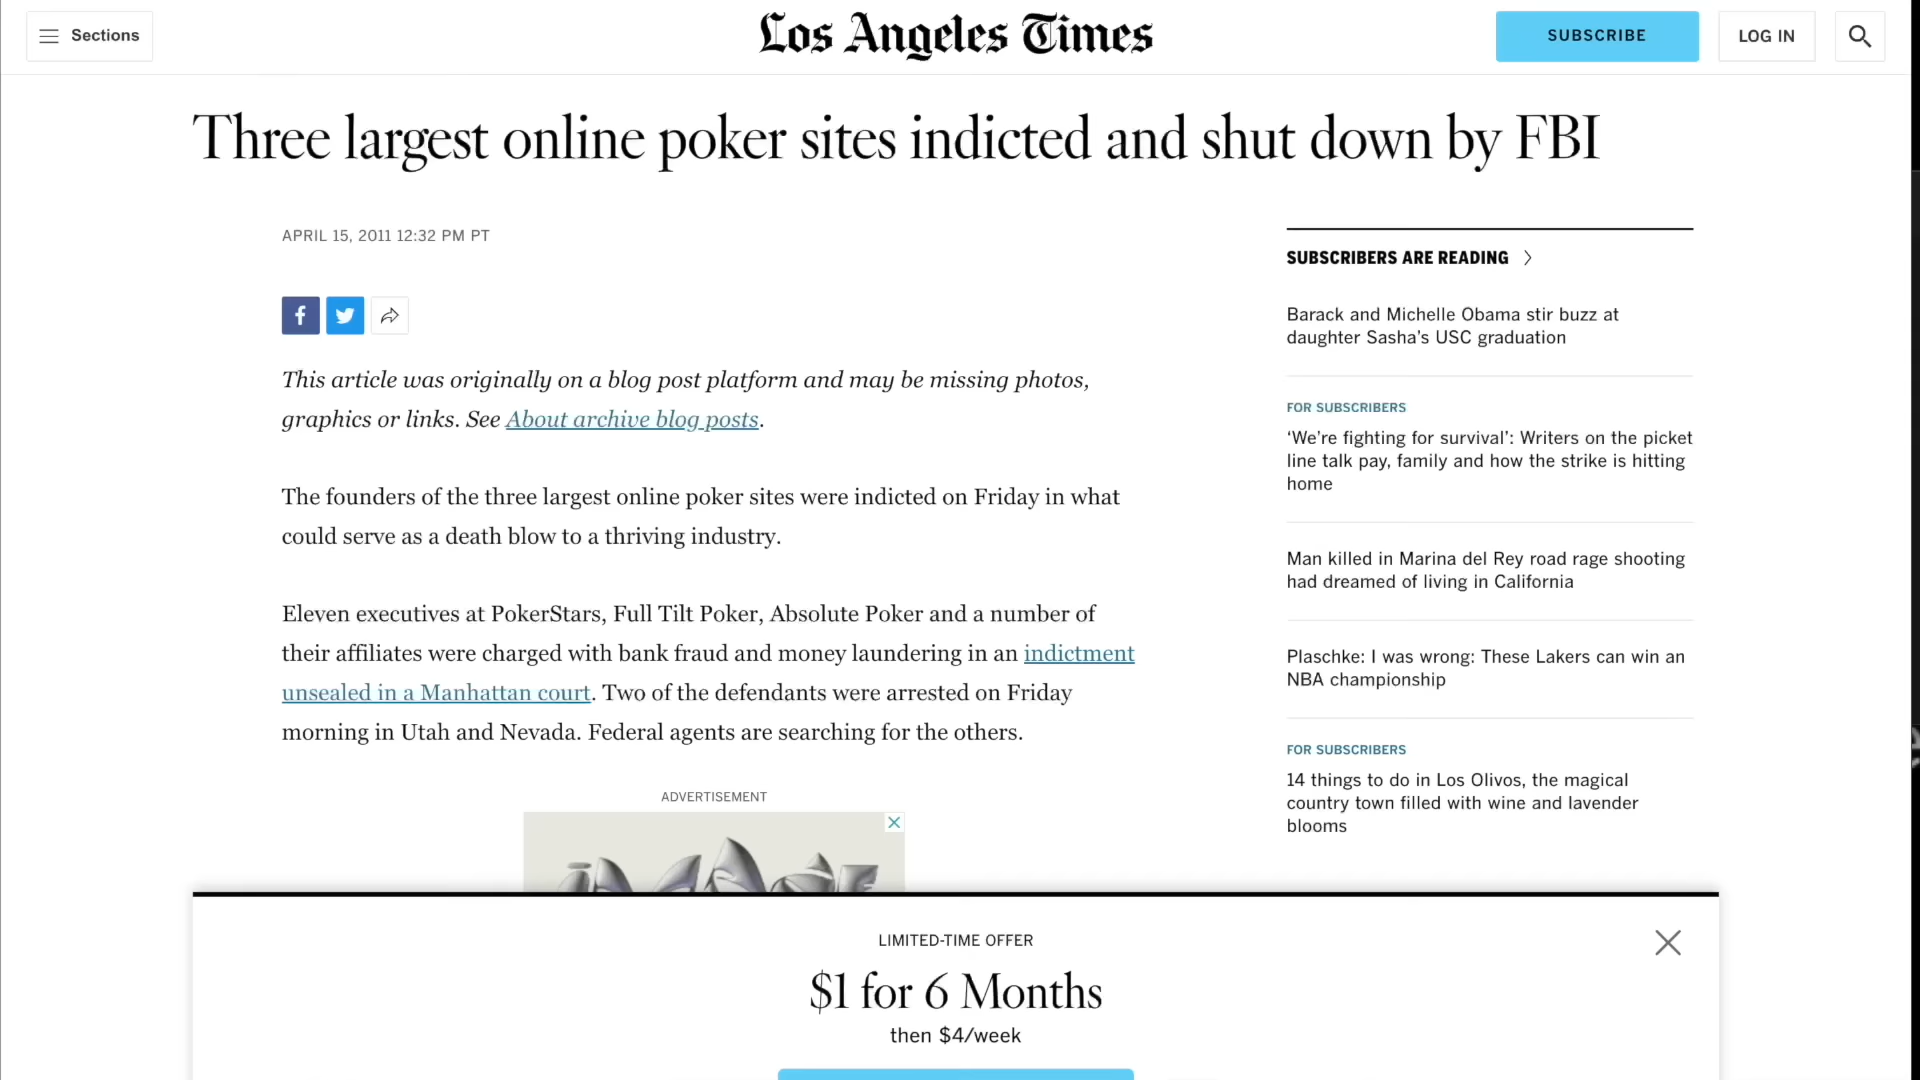 Sections
Los Angeles Times
SUBSCRIBE
LOG IN
Three largest online poker sites indicted and shut down by FBI
APRIL 15, 2011 12:32 PM PT
This article was originally on a blog post platform and may be missing photos,
graphics or links. See About archive blog posts.
The founders of the three largest online poker sites were indicted on Friday in what
could serve as a death blow to a thriving industry.
Eleven executives at PokerStars, Full Tilt Poker, Absolute Poker and a number of
their affiliates were charged with bank fraud and money laundering in an indictment
unsealed in a Manhattan court. Two of the defendants were arrested on Friday
morning in Utah and Nevada. Federal agents are searching for the others.
ADVERTISEMENT
SUBSCRIBERS ARE READING
Barack and Michelle Obama stir buzz at
daughter Sasha’s USC graduation
FOR SUBSCRIBERS
‘We’re fighting for survival’: Writers on the picket
line talk pay, family and how the strike is hitting
home
Man killed in Marina del Rey road rage shooting
had dreamed of living in California
Plaschke: I was wrong: These Lakers can win an
NBA championship
FOR SUBSCRIBERS
14 things to do in Los Olivos, the magical
country town filled with wine and lavender
blooms
LIMITED-TIME OFFER
$1 for 6 Months
then $4/week